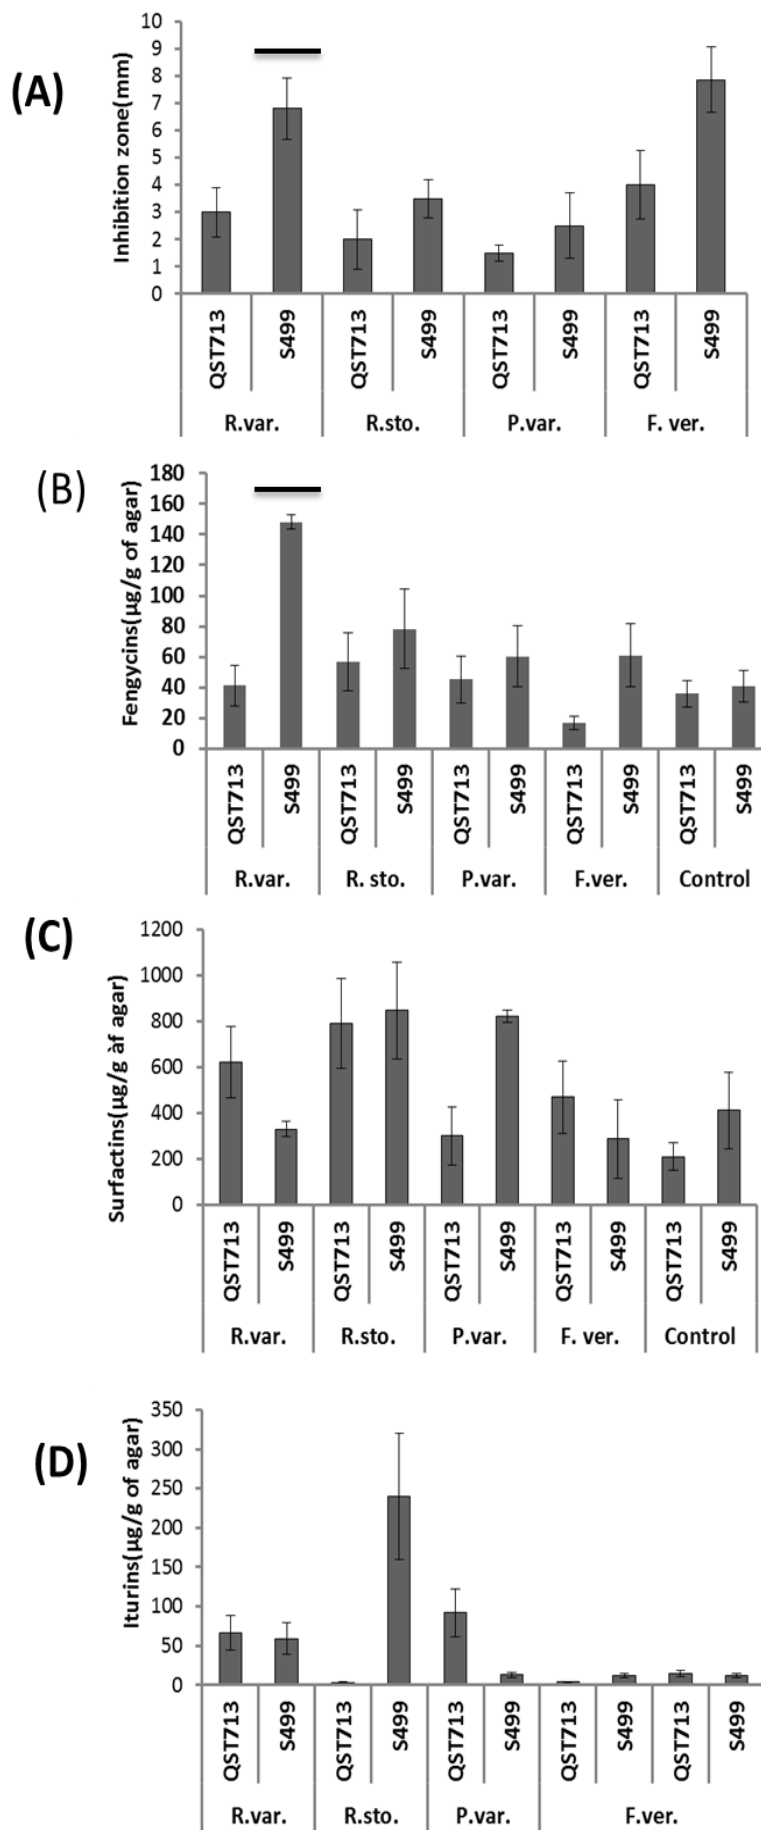 (A)
Inhibition zone(mm)
10
9
8
7
6
5
4
3
2
1
0
QST713 S499 QST713 S499 QST713 S499 QST713 S499
R.var. R.sto. P.var. F. ver.
(B)
Fengycins(µg/g of agar)
180
160
140
120
100
80
60
40
20
0
QST713 S499 QST713 S499 QST713 S499 QST713 S499 QST713 S499
R.var. R. sto. P.var. F.ver. Control
(C)
Surfactins(µg/g àf agar)
1200
1000
800
600
400
200
0
QST713 S499 QST713 S499 QST713 S499 QST713 S499 QST713 S499
R.var. R.sto. P.var. F. ver. Control
(D)
Iturins(µg/g of agar)
350
300
250
200
150
100
50
0
QST713 S499 QST713 S499 QST713 S499 QST713 S499 QST713 S499
R.var. R.sto. P.var. F.ver.